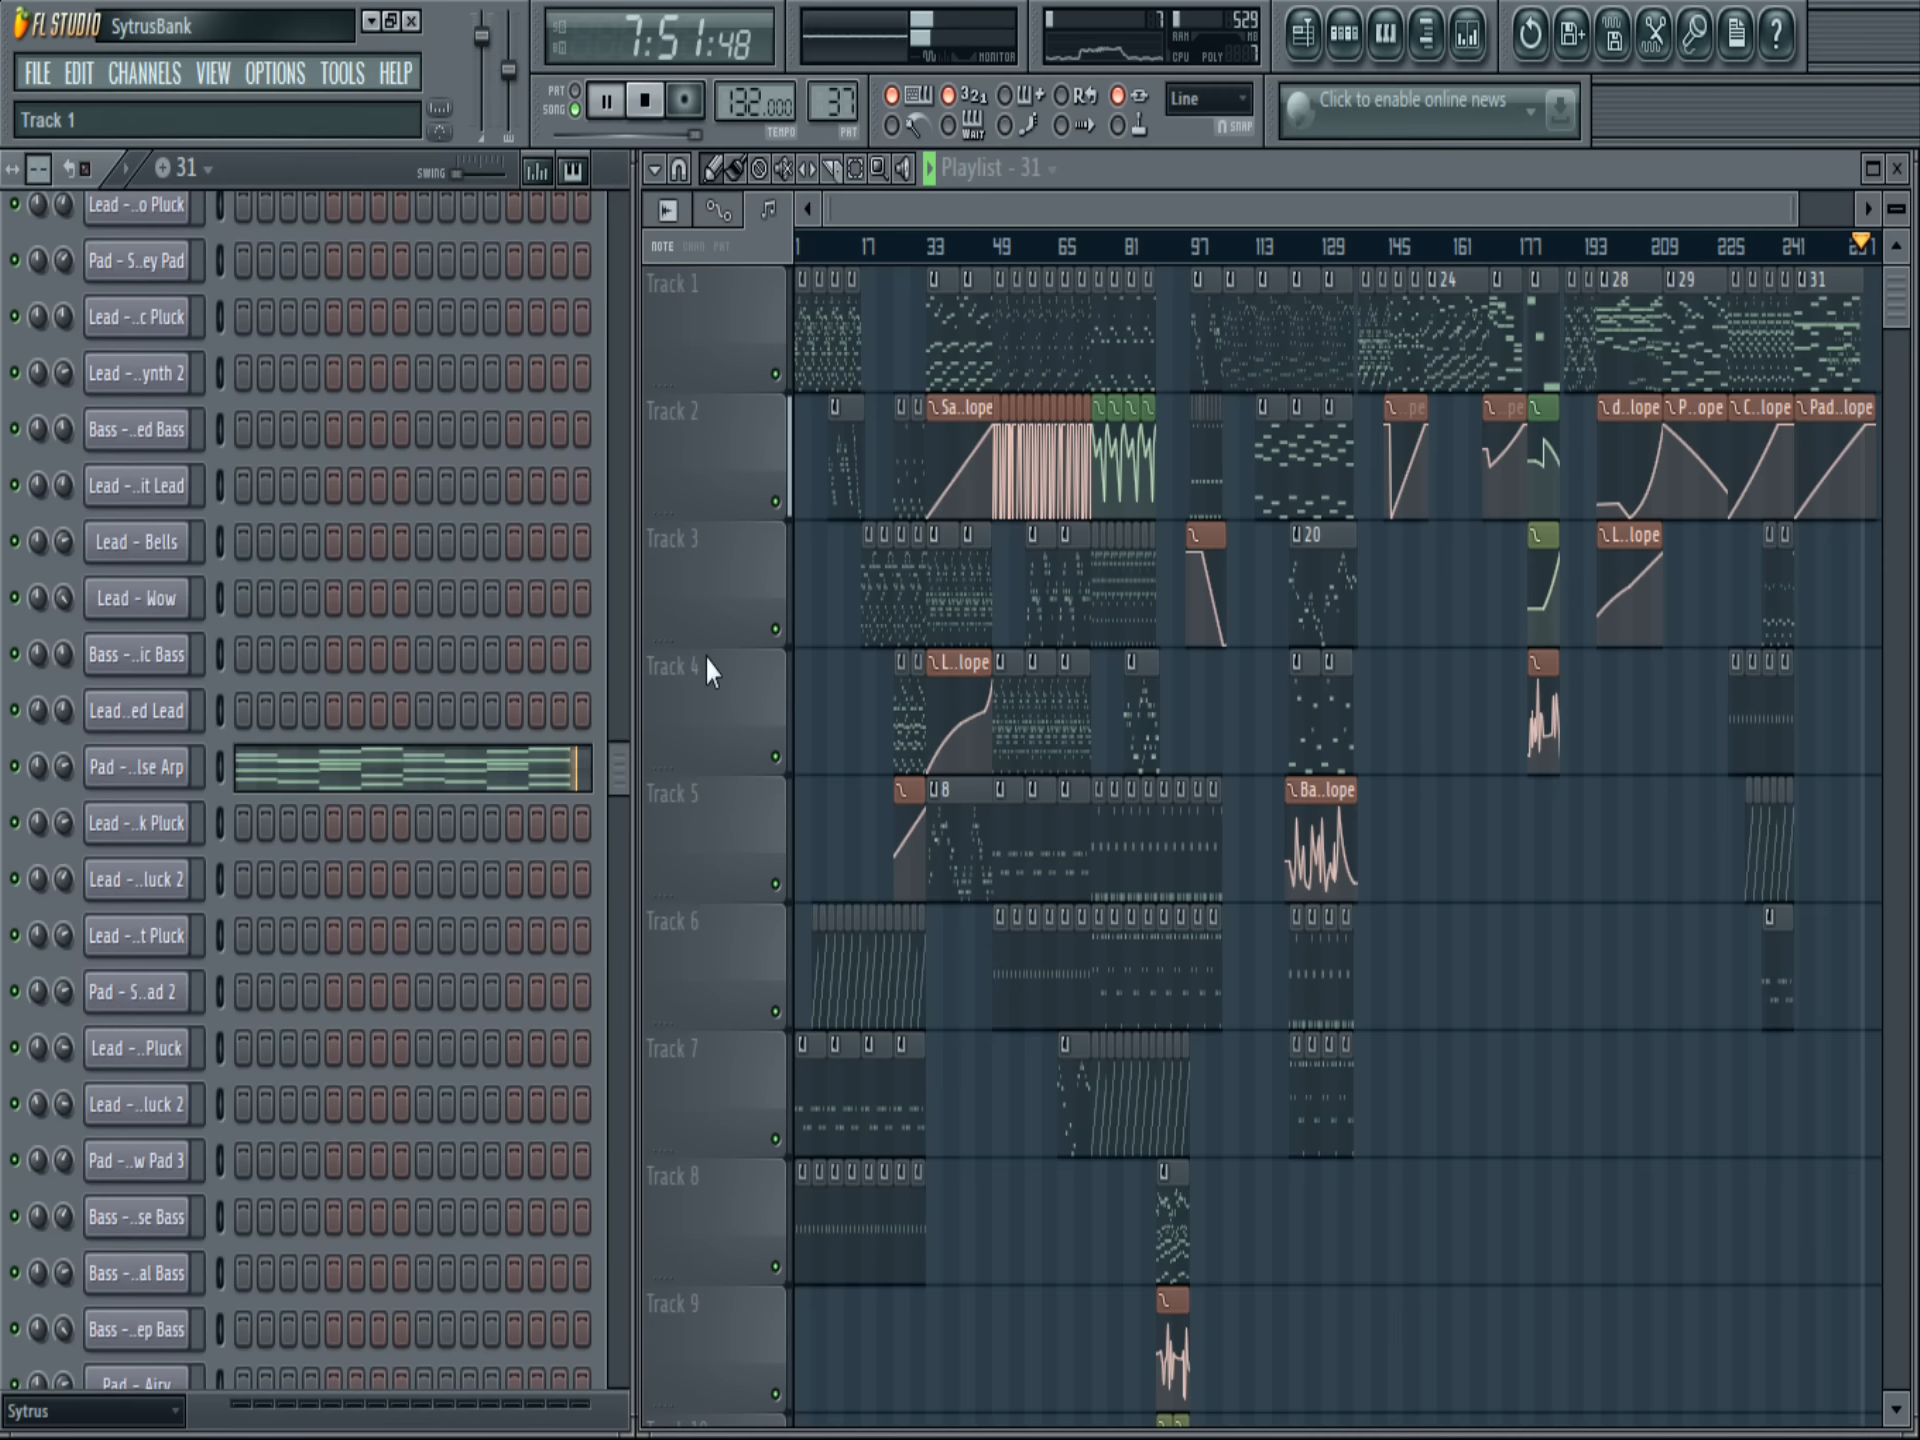 FL STUDIO SytrusBank
FILE EDIT CHANNELS VIEW OPTIONS TOOLS HELP
Track 1
7:51:48
MONITOR
7
529
RAM MB
CPU POLY
PAT
SONG
132.000
TEMPO
37
PAT
321
R
WAIT
Line
SNAP
Click to enable online news
31
SWING
Playlist - 31
NOTE CHAN PAT
1 17 33 49 65 81 97 113 129 145 161 177 193 209 225 241
Lead -..o Pluck
Pad - S..ey Pad
Lead -..c Pluck
Lead -..ynth 2
Bass -..ed Bass
Lead -..it Lead
Lead - Bells
Lead - Wow
Bass -..ic Bass
Lead..ed Lead
Pad -..lse Arp
Lead -..k Pluck
Lead -..luck 2
Lead -..t Pluck
Pad - S..ad 2
Lead -..Pluck
Lead -..luck 2
Pad -..w Pad 3
Bass -..se Bass
Bass -..al Bass
Bass -..ep Bass
Pad - Airy
Sytrus
Track 1
24 28 29 31
Track 2
Sa..lope ..pe ..pe d..lope P..ope C..lope Pad..lope
Track 3
20 L..lope
Track 4
L..lope
Track 5
8 Ba..lope
Track 6
Track 7
Track 8
Track 9
Track 10